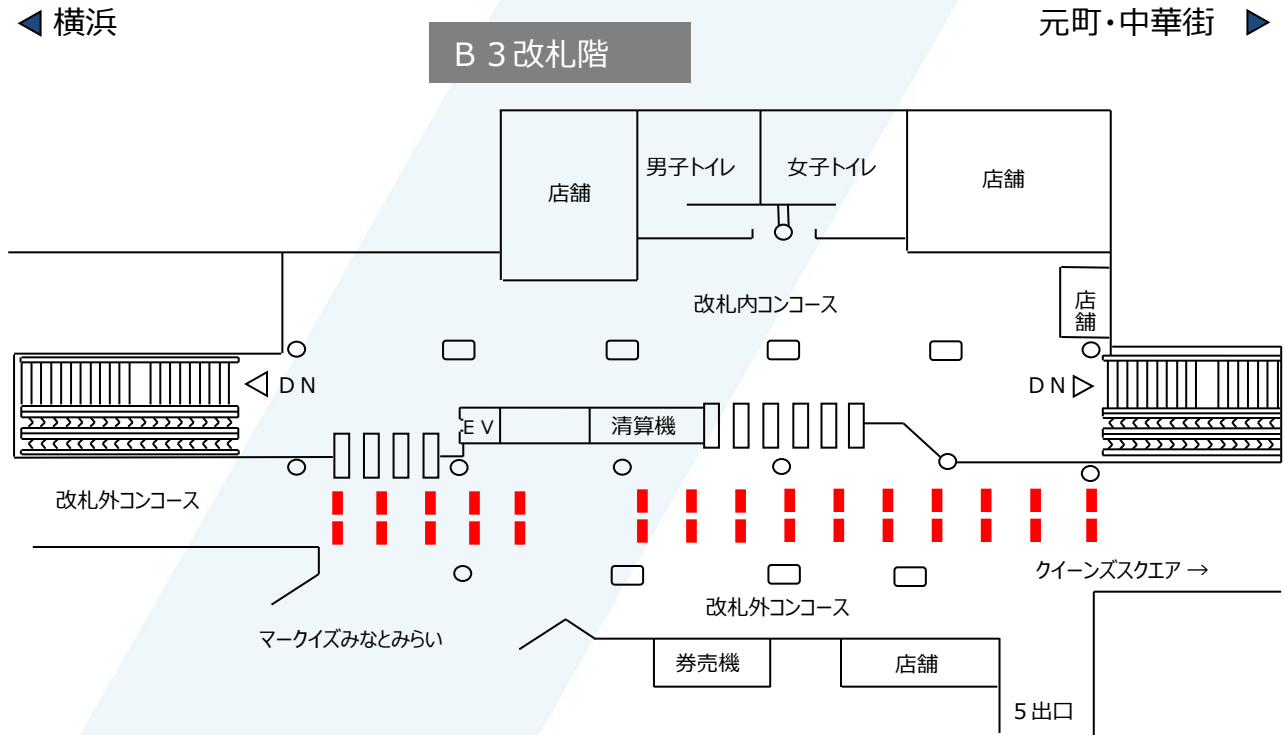 ◀ 横浜
元町・中華街 ▶
Ｂ３改札階
店舗
男子トイレ
女子トイレ
店舗
改札内コンコース
店舗
ＤＮ
ＤＮ
ＥＶ
清算機
改札外コンコース
クイーンズスクエア →
改札外コンコース
マークイズみなとみらい
券売機
店舗
５出口